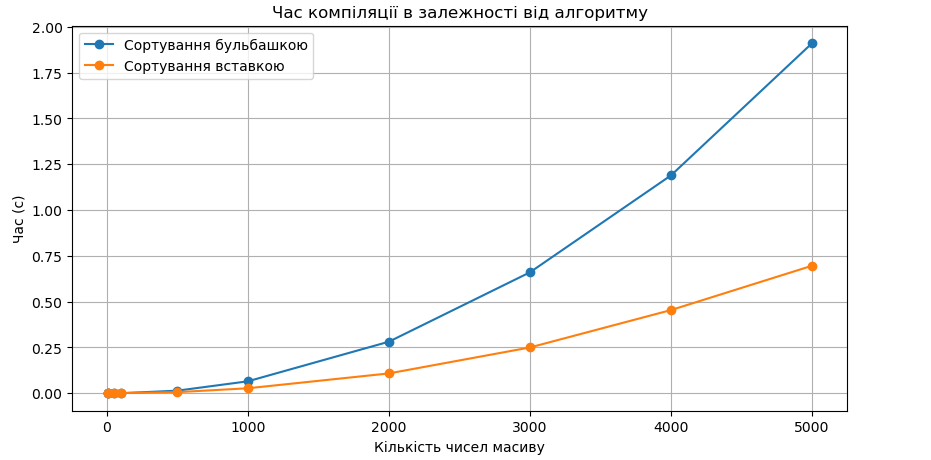 Час компіляції в залежності від алгоритму
2.00
1.75
1.50
1.25
1.00
0.75
0.50
0.25
0.00
Час (с)
Сортування бульбашкою
Сортування вставкою
0 1000 2000 3000 4000 5000
Кількість чисел масиву